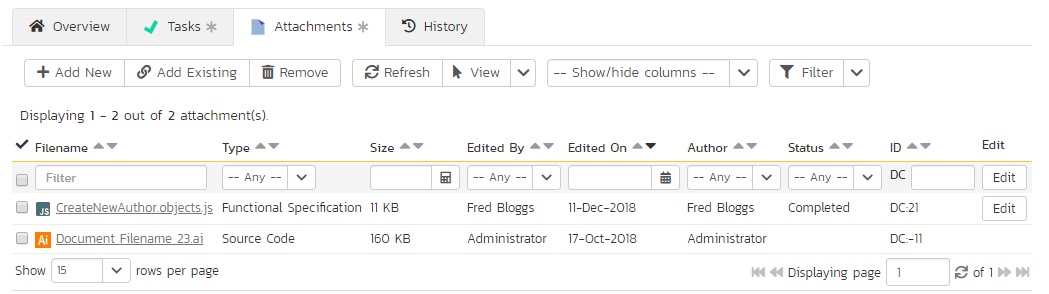 Overview Tasks Attachments History
Add New Add Existing Remove Refresh View -- Show/hide columns -- Filter
Displaying 1 - 2 out of 2 attachment(s).
Filename Type Size Edited By Edited On Author Status ID Edit
Filter -- Any -- -- Any -- -- Any -- -- Any -- DC Edit
JS CreateNewAuthor.objects.js Functional Specification 11 KB Fred Bloggs 11-Dec-2018 Fred Bloggs Completed DC:21 Edit
Ai Document Filename 23.ai Source Code 160 KB Administrator 17-Oct-2018 Administrator DC:-11
Show 15 rows per page Displaying page 1 of 1